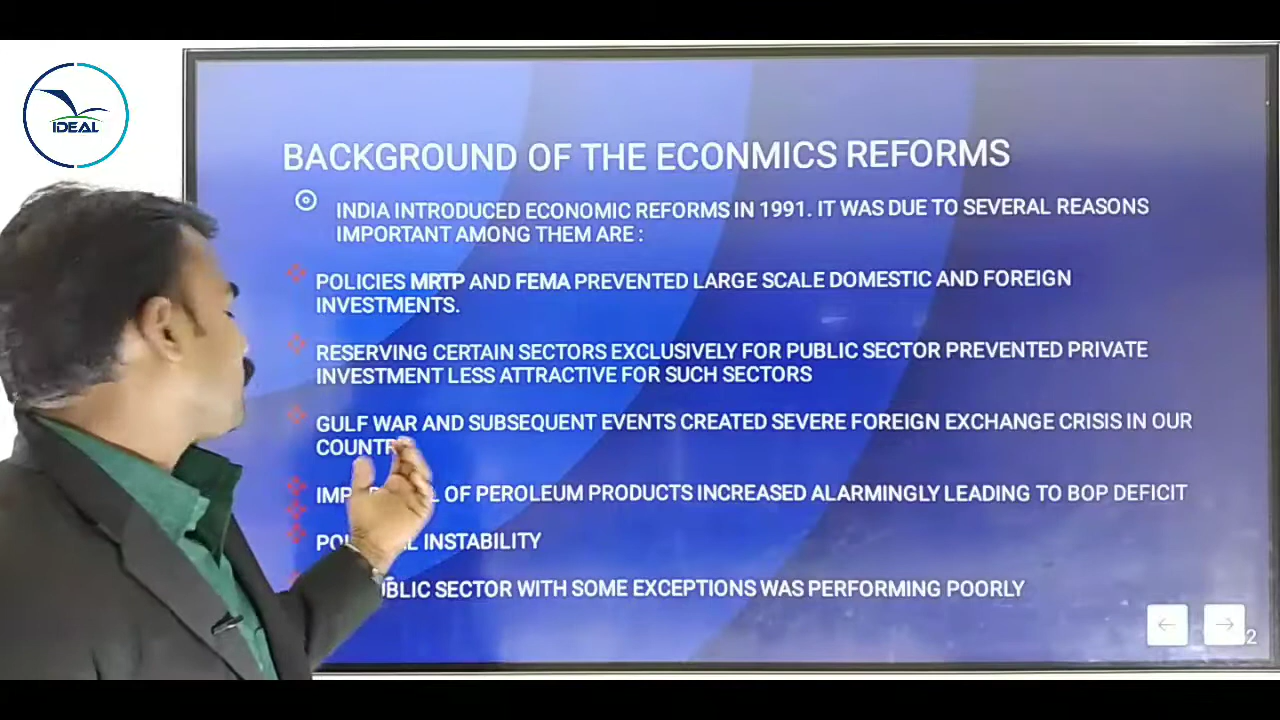 IDEAL
BACKGROUND OF THE ECONMICS REFORMS
INDIA INTRODUCED ECONOMIC REFORMS IN 1991. IT WAS DUE TO SEVERAL REASONS
IMPORTANT AMONG THEM ARE :
POLICIES MRTP AND FEMA PREVENTED LARGE SCALE DOMESTIC AND FOREIGN
INVESTMENTS.
RESERVING CERTAIN SECTORS EXCLUSIVELY FOR PUBLIC SECTOR PREVENTED PRIVATE
INVESTMENT LESS ATTRACTIVE FOR SUCH SECTORS
GULF WAR AND SUBSEQUENT EVENTS CREATED SEVERE FOREIGN EXCHANGE CRISIS IN OUR
OF PEROLEUM PRODUCTS INCREASED ALARMINGLY LEADING TO BOP DEFICIT
INSTABILITY
SECTOR WITH SOME EXCEPTIONS WAS PERFORMING POORLY
2